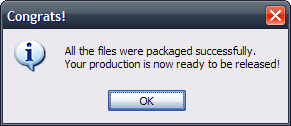 Congrats!
All the files were packaged successfully.
Your production is now ready to be released!
OK